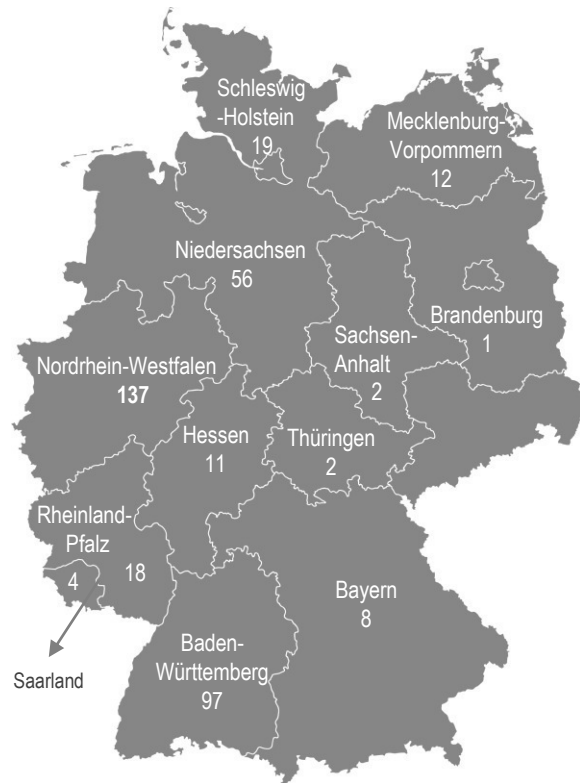 Schleswig
-Holstein
19
Mecklenburg-
Vorpommern
12
Niedersachsen
56
Brandenburg
1
Sachsen-
Anhalt
2
Nordrhein-Westfalen
137
Hessen
11
Thüringen
2
Rheinland-
Pfalz
18
4
Saarland
Bayern
8
Baden-
Württemberg
97